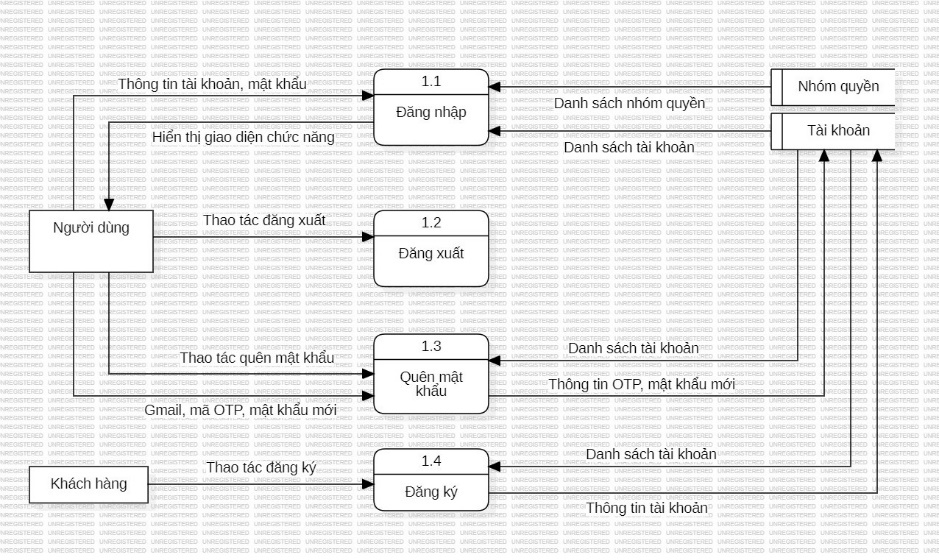 1.1
Thông tin tài khoản, mật khẩu
Nhóm quyền
Đăng nhập
Danh sách nhóm quyền
Hiển thị giao diện chức năng
Tài khoản
Danh sách tài khoản
Người dùng
Thao tác đăng xuất
1.2
Đăng xuất
1.3
Thao tác quên mật khẩu
Danh sách tài khoản
Quên mật
khẩu
Thông tin OTP, mật khẩu mới
Gmail, mã OTP, mật khẩu mới
1.4
Danh sách tài khoản
Khách hàng
Thao tác đăng ký
Đăng ký
Thông tin tài khoản
UNREGISTERED